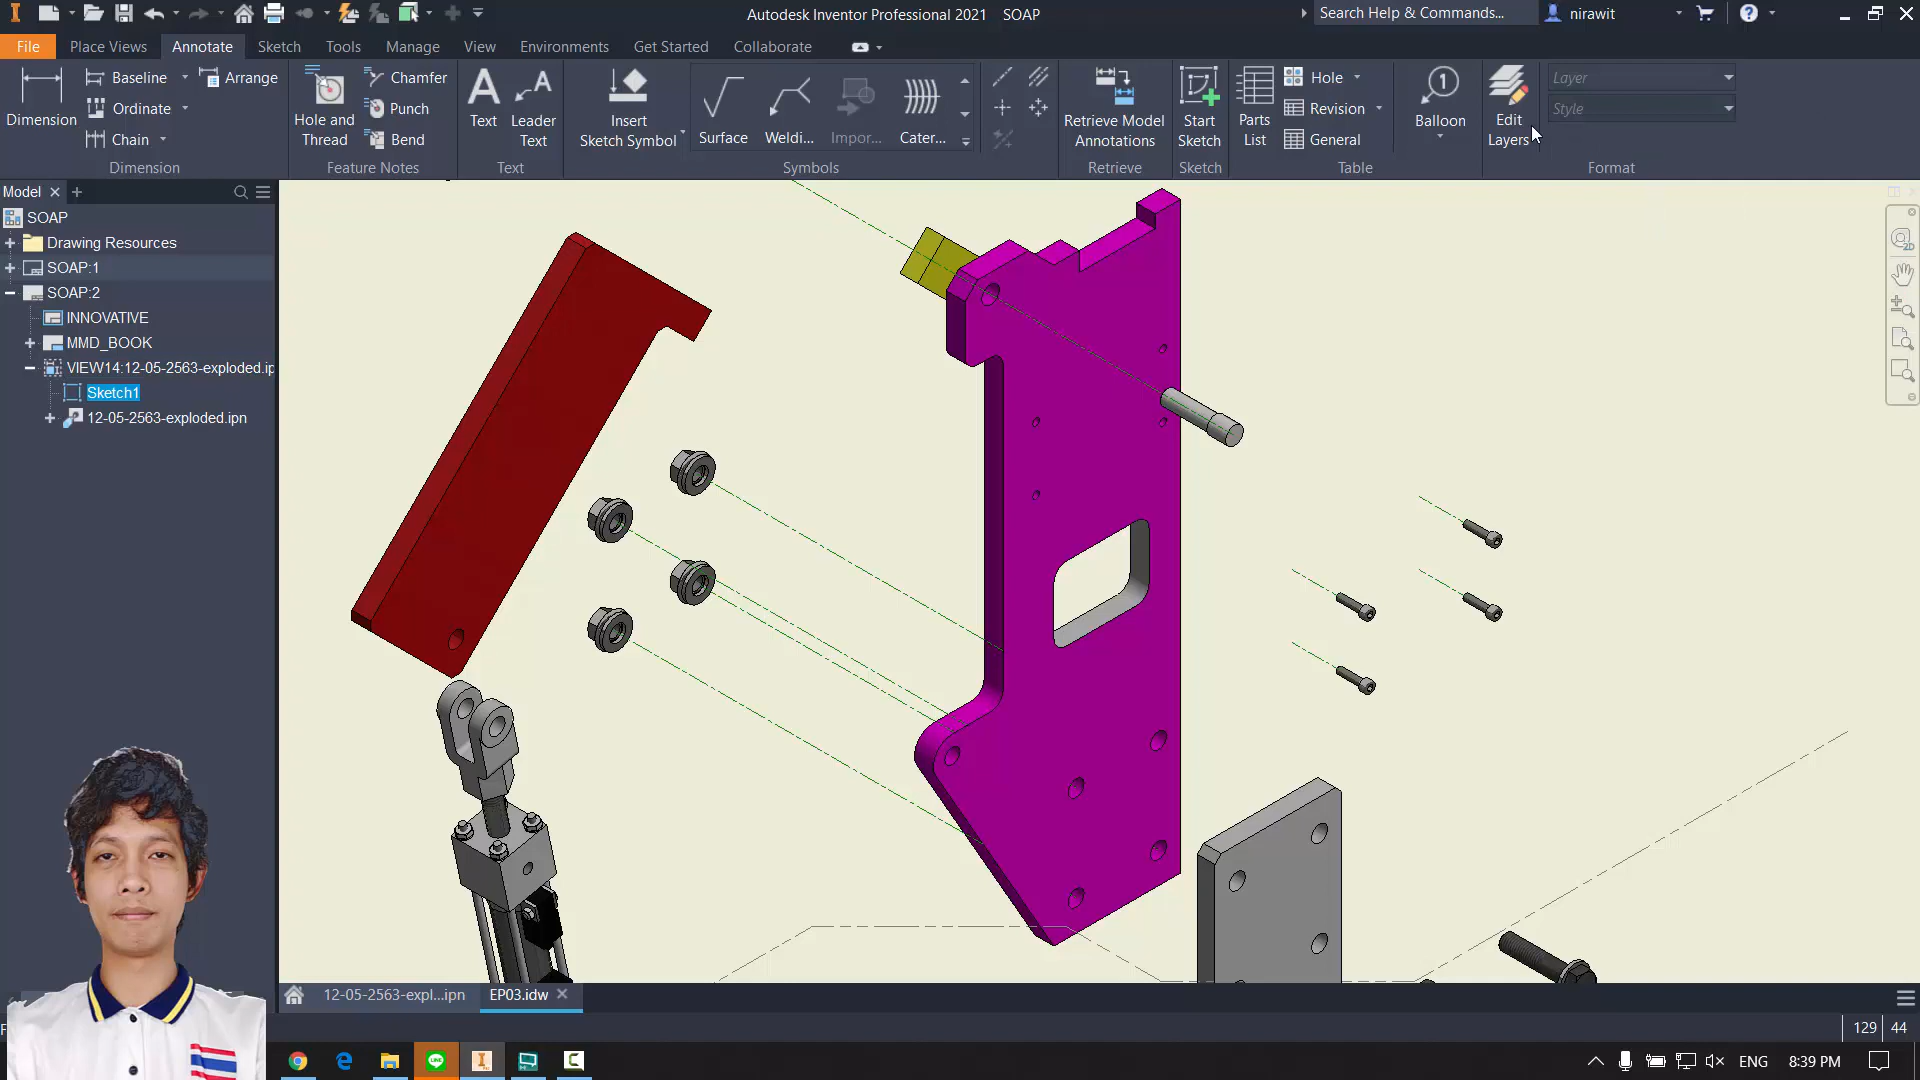 Autodesk Inventor Professional 2021 SOAP
Search Help & Commands...
nirawit
File
Place Views
Annotate
Sketch
Tools
Manage
View
Environments
Get Started
Collaborate
Dimension
Baseline
Ordinate
Chain
Arrange
Dimension
Hole and
Thread
Chamfer
Punch
Bend
Feature Notes
Text
Leader
Text
Text
Insert
Sketch Symbol
Surface
Weldi...
Impor...
Cater...
Symbols
Retrieve Model
Annotations
Retrieve
Start
Sketch
Sketch
Parts
List
Hole
Revision
General
Table
1
Balloon
Edit
Layers
Layer
Style
Format
Model
SOAP
Drawing Resources
SOAP:1
SOAP:2
INNOVATIVE
MMD_BOOK
VIEW14:12-05-2563-exploded.ip
Sketch1
12-05-2563-exploded.ipn
2D
12-05-2563-expl...ipn
EP03.idw
129 44
ENG
8:39 PM